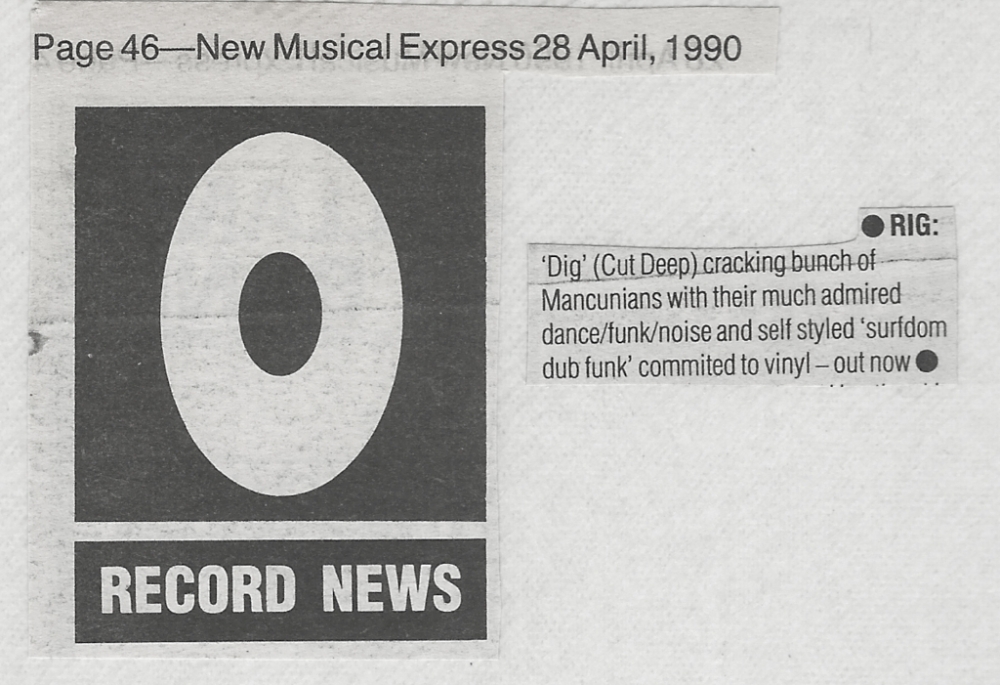 Page 46—New Musical Express 28 April, 1990
RECORD NEWS
● RIG:
‘Dig’ (Cut Deep) cracking bunch of
Mancunians with their much admired
dance/funk/noise and self styled ‘surfdom
dub funk’ commited to vinyl – out now ●